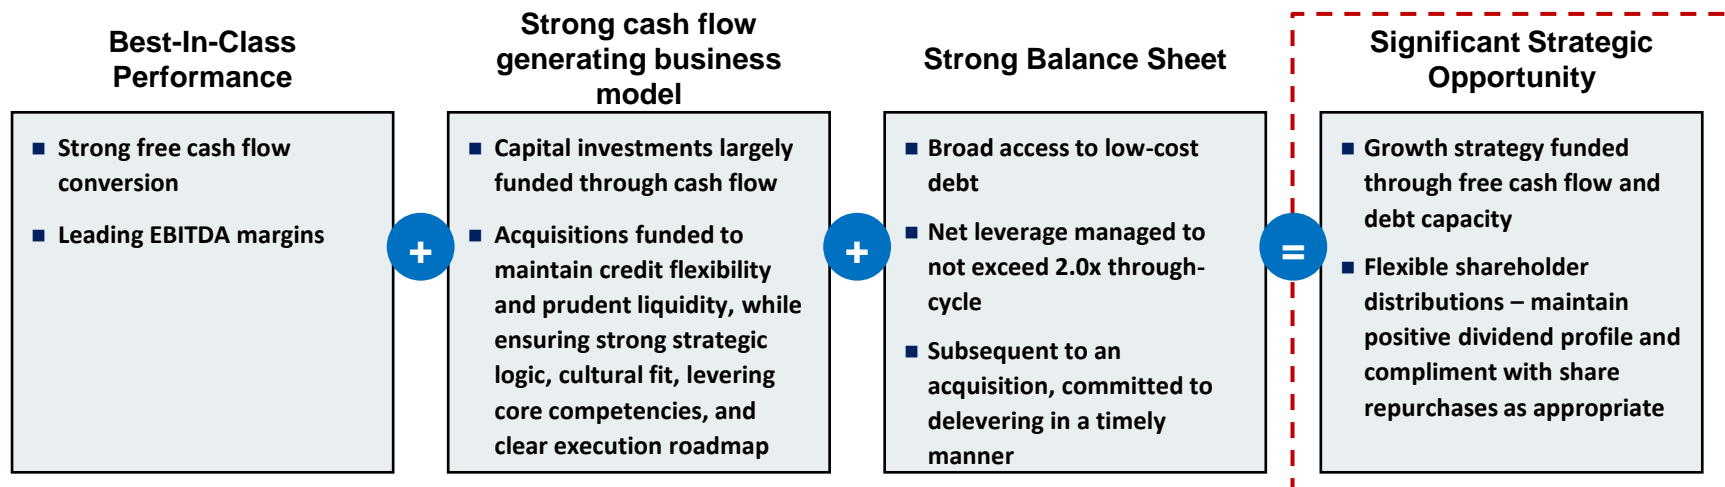 Best-In-Class
Performance
■ Strong free cash flow
conversion
■ Leading EBITDA margins
+
Strong cash flow
generating business
model
■ Capital investments largely
funded through cash flow
■ Acquisitions funded to
maintain credit flexibility
and prudent liquidity, while
ensuring strong strategic
logic, cultural fit, levering
core competencies, and
clear execution roadmap
+
Strong Balance Sheet
■ Broad access to low-cost
debt
■ Net leverage managed to
not exceed 2.0x through-
cycle
■ Subsequent to an
acquisition, committed to
delevering in a timely
manner
=
Significant Strategic
Opportunity
■ Growth strategy funded
through free cash flow and
debt capacity
■ Flexible shareholder
distributions – maintain
positive dividend profile and
compliment with share
repurchases as appropriate